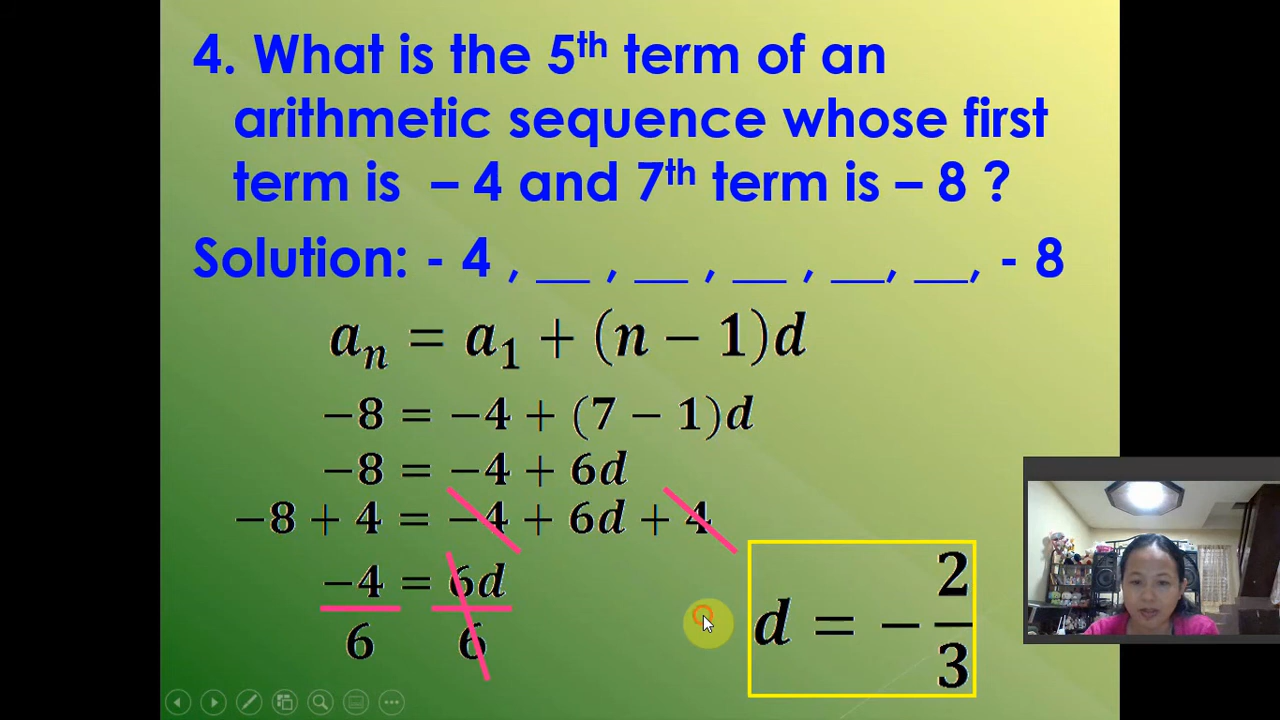 4. What is the 5th term of an
arithmetic sequence whose first
term is – 4 and 7th term is – 8 ?
Solution: - 4 , __ , __ , __ , __, __, - 8
aₙ = a₁ + (n − 1)d
−8 = −4 + (7 − 1)d
−8 = −4 + 6d
−8 + 4 = −4 + 6d + 4
−4 = 6d
6 6
d = − 2/3